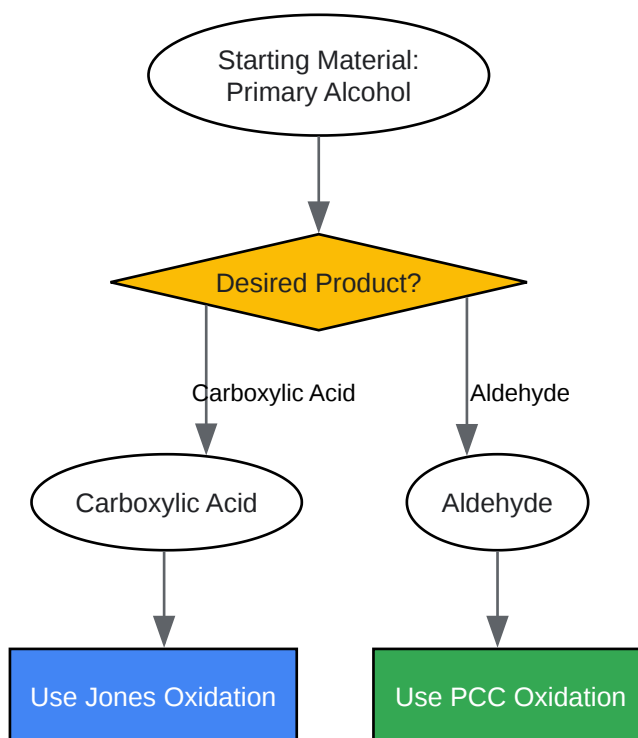 Starting Material:
Primary Alcohol
Desired Product?
Carboxylic Acid
Aldehyde
Carboxylic Acid
Aldehyde
Use Jones Oxidation
Use PCC Oxidation